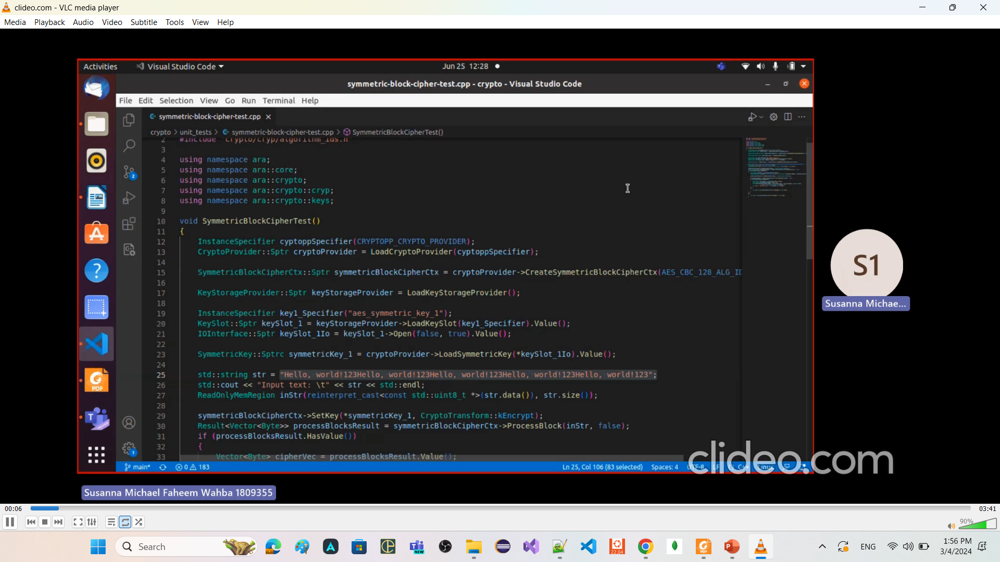 clideo.com - VLC media player
Media Playback Audio Video Subtitle Tools View Help
Activities Visual Studio Code Jun 25 12:28
symmetric-block-cipher-test.cpp - crypto - Visual Studio Code
File Edit Selection View Go Run Terminal Help
symmetric-block-cipher-test.cpp
crypto > unit_tests > symmetric-block-cipher-test.cpp > SymmetricBlockCipherTest()
2 #include "crypto/cryp/algorithm_ids.h"
3
4 using namespace ara;
5 using namespace ara::core;
6 using namespace ara::crypto;
7 using namespace ara::crypto::cryp;
8 using namespace ara::crypto::keys;
9
10 void SymmetricBlockCipherTest()
11 {
12 InstanceSpecifier cyptoppSpecifier(CRYPTOPP_CRYPTO_PROVIDER);
13 CryptoProvider::Sptr cryptoProvider = LoadCryptoProvider(cyptoppSpecifier);
14
15 SymmetricBlockCipherCtx::Sptr symmetricBlockCipherCtx = cryptoProvider->CreateSymmetricBlockCipherCtx(AES_CBC_128_ALG_ID
16
17 KeyStorageProvider::Sptr keyStorageProvider = LoadKeyStorageProvider();
18
19 InstanceSpecifier key1_Specifier("aes_symmetric_key_1");
20 KeySlot::Sptr keySlot_1 = keyStorageProvider->LoadKeySlot(key1_Specifier).Value();
21 IOInterface::Sptr keySlot_1Io = keySlot_1->Open(false, true).Value();
22
23 SymmetricKey::Sptrc symmetricKey_1 = cryptoProvider->LoadSymmetricKey(*keySlot_1Io).Value();
24
25 std::string str = "Hello, world!123Hello, world!123Hello, world!123Hello, world!123Hello, world!123";
26 std::cout << "Input text: \t" << str << std::endl;
27 ReadOnlyMemRegion inStr(reinterpret_cast<const std::uint8_t *>(str.data()), str.size());
28
29 symmetricBlockCipherCtx->SetKey(*symmetricKey_1, CryptoTransform::kEncrypt);
30 Result<Vector<Byte>> processBlocksResult = symmetricBlockCipherCtx->ProcessBlock(inStr, false);
31 if (processBlocksResult.HasValue())
32 {
33 Vector<Byte> cipherVec = processBlocksResult.Value();
main* 0 183 Ln 25, Col 106 (83 selected) Spaces: 4 UTF-8 LF C++ Linux
2
1
PDF
S1
Susanna Michae...
clideo.com
Susanna Michael Faheem Wahba 1809355
00:06 03:41
90%
Search NEW 22.04 ENG 1:56 PM
3/4/2024